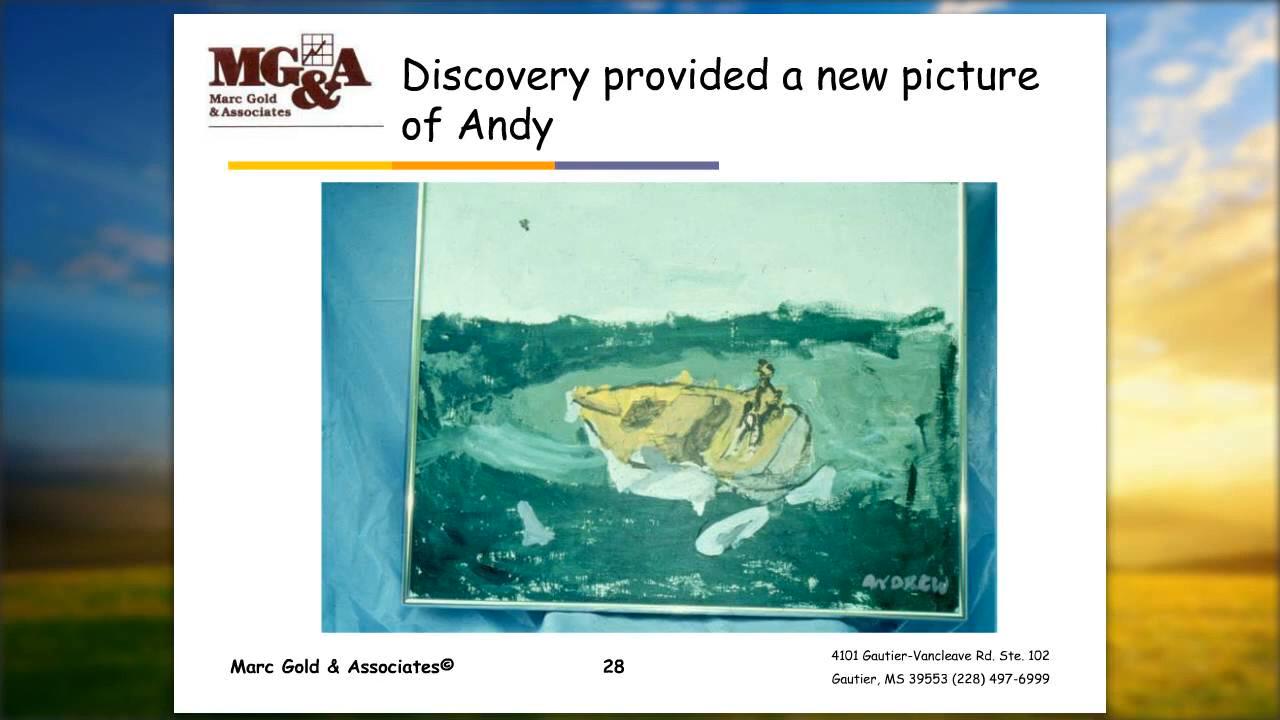 MG&A
Marc Gold
& Associates
Discovery provided a new picture
of Andy
ANDREW
Marc Gold & Associates©
28
4101 Gautier-Vancleave Rd. Ste. 102
Gautier, MS 39553 (228) 497-6999